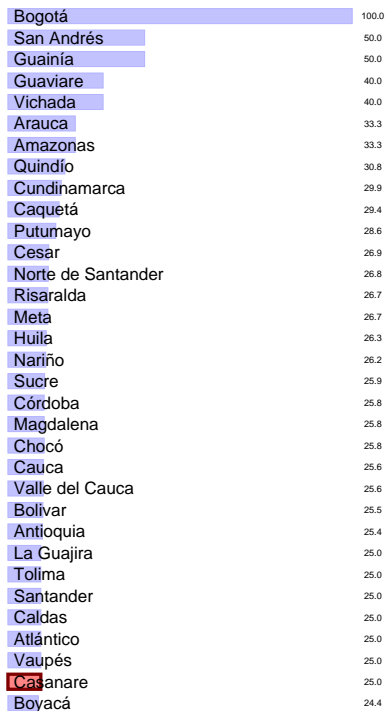 Bogotá 100.0
San Andrés 50.0
Guainía 50.0
Guaviare 40.0
Vichada 40.0
Arauca 33.3
Amazonas 33.3
Quindío 30.8
Cundinamarca 29.9
Caquetá 29.4
Putumayo 28.6
Cesar 26.9
Norte de Santander 26.8
Risaralda 26.7
Meta 26.7
Huila 26.3
Nariño 26.2
Sucre 25.9
Córdoba 25.8
Magdalena 25.8
Chocó 25.8
Cauca 25.6
Valle del Cauca 25.6
Bolivar 25.5
Antioquia 25.4
La Guajira 25.0
Tolima 25.0
Santander 25.0
Caldas 25.0
Atlántico 25.0
Vaupés 25.0
Casanare 25.0
Boyacá 24.4